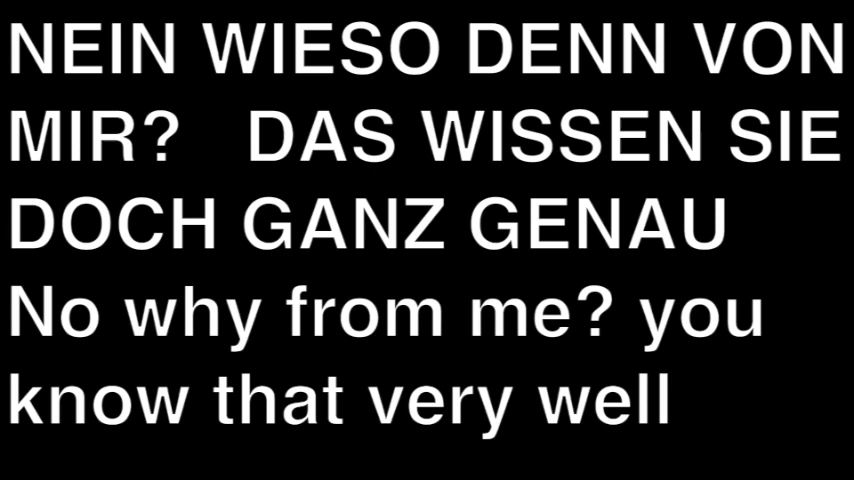 NEIN WIESO DENN VON
MIR? DAS WISSEN SIE
DOCH GANZ GENAU
No why from me? you
know that very well